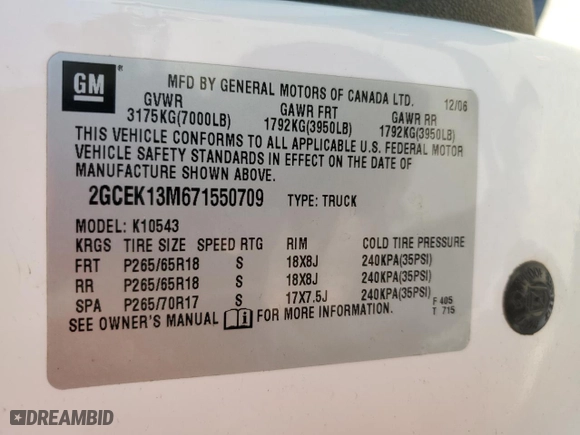 GM ®
MFD BY GENERAL MOTORS OF CANADA LTD. 12/06
GVWR GAWR FRT GAWR RR
3175KG(7000LB) 1792KG(3950LB) 1792KG(3950LB)
THIS VEHICLE CONFORMS TO ALL APPLICABLE U.S. FEDERAL MOTOR
VEHICLE SAFETY STANDARDS IN EFFECT ON THE DATE OF
MANUFACTURE SHOWN ABOVE.
2GCEK13M671550709 TYPE: TRUCK
MODEL: K10543
KRGS TIRE SIZE SPEED RTG RIM COLD TIRE PRESSURE
FRT P265/65R18 S 18X8J 240KPA(35PSI)
RR P265/65R18 S 18X8J 240KPA(35PSI)
SPA P265/70R17 S 17X7.5J 240KPA(35PSI)
SEE OWNER'S MANUAL i FOR MORE INFORMATION.
F 405
T 715
DREAMBID